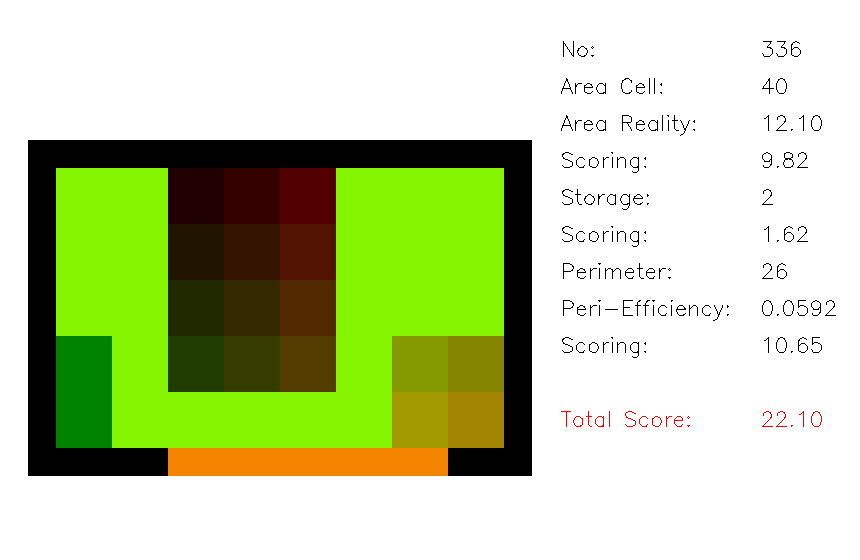 No: 336
Area Cell: 40
Area Reality: 12.10
Scoring: 9.82
Storage: 2
Scoring: 1.62
Perimeter: 26
Peri-Efficiency: 0.0592
Scoring: 10.65
Total Score: 22.10